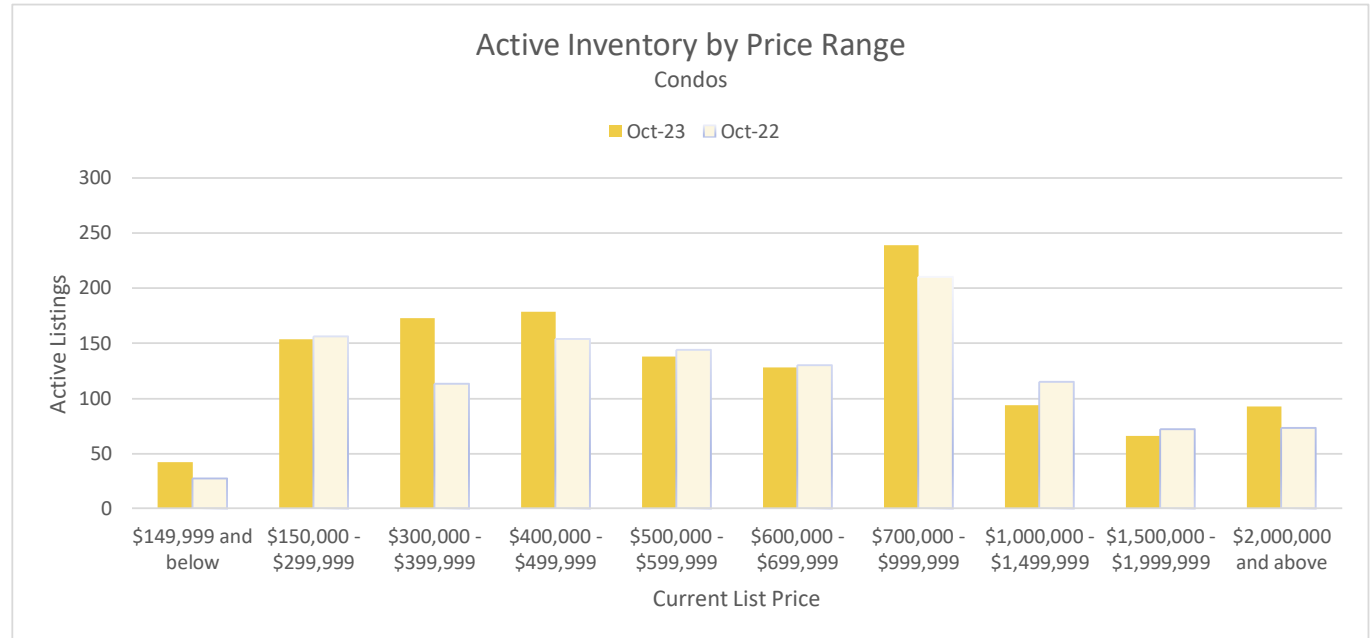 Active Inventory by Price Range
Condos
Oct-23 Oct-22
300
250
200
150
100
50
0
Active Listings
$149,999 and $150,000 - $300,000 - $400,000 - $500,000 - $600,000 - $700,000 - $1,000,000 - $1,500,000 - $2,000,000
below $299,999 $399,999 $499,999 $599,999 $699,999 $999,999 $1,499,999 $1,999,999 and above
Current List Price